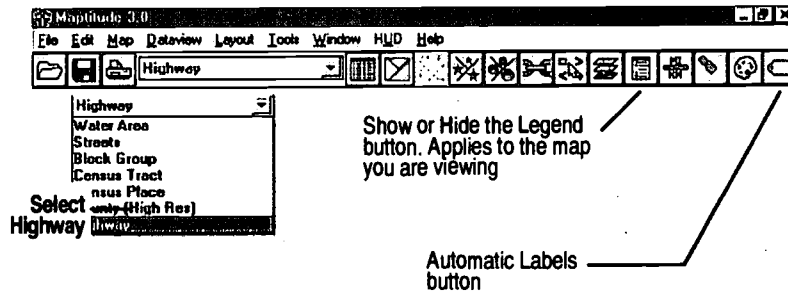 Maptitude 3.0
File Edit Map Dataview Layout Tools Window HUD Help
Highway
Highway
Water Area
Streets
Block Group
Census Tract
nsus Place
unty (High Res)
hway
Select
Highway
Show or Hide the Legend
button. Applies to the map
you are viewing
Automatic Labels
button